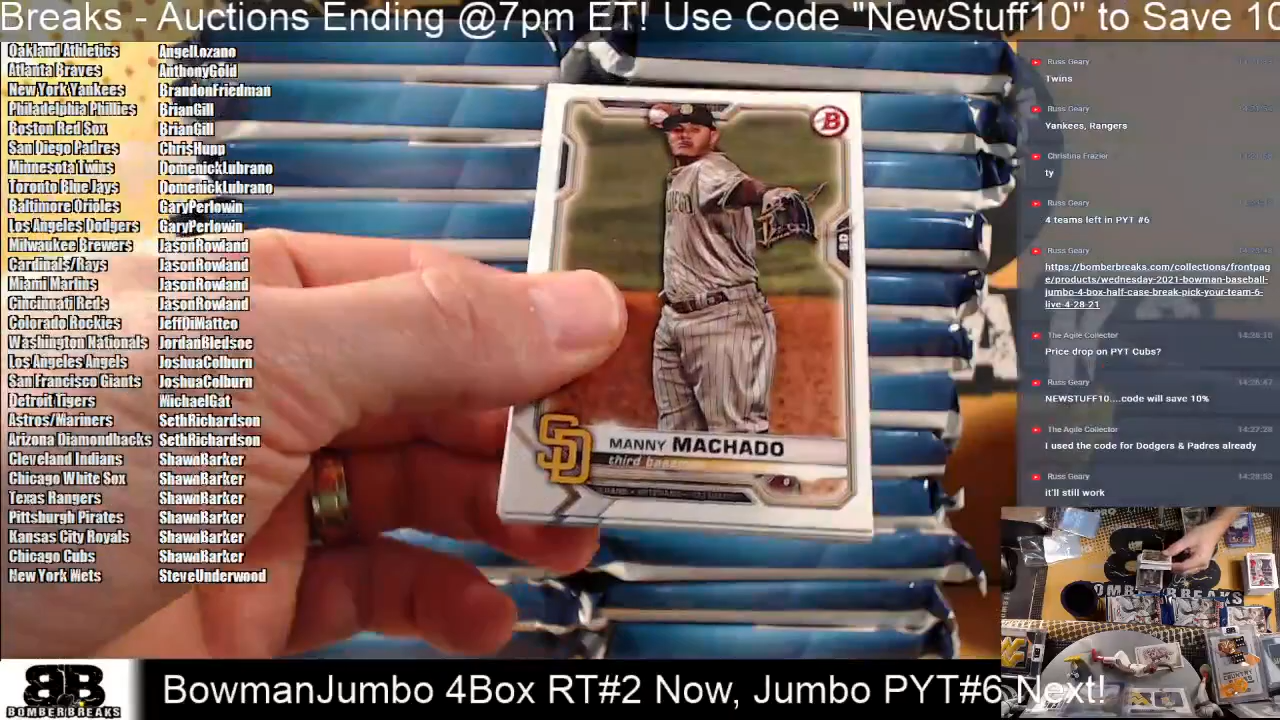 Breaks - Auctions Ending @7pm ET! Use Code "NewStuff10" to Save 10
Oakland Athletics AngelLozano
Atlanta Braves AnthonyGold
New York Yankees BrandonFriedman
Philadelphia Phillies BrianGill
Boston Red Sox BrianGill
San Diego Padres ChrisHupp
Minnesota Twins DomenickLubrano
Toronto Blue Jays DomenickLubrano
Baltimore Orioles GaryPerlowin
Los Angeles Dodgers GaryPerlowin
Milwaukee Brewers JasonRowland
Cardinals/Rays JasonRowland
Miami Marlins JasonRowland
Cincinnati Reds JasonRowland
Colorado Rockies JeffDiMatteo
Washington Nationals JordanBledsoe
Los Angeles Angels JoshuaColburn
San Francisco Giants JoshuaColburn
Detroit Tigers MichaelGat
Astros/Mariners SethRichardson
Arizona Diamondbacks SethRichardson
Cleveland Indians ShawnBarker
Chicago White Sox ShawnBarker
Texas Rangers ShawnBarker
Pittsburgh Pirates ShawnBarker
Kansas City Royals ShawnBarker
Chicago Cubs ShawnBarker
New York Mets SteveUnderwood
B
SD
MANNY MACHADO
third
Russ Geary
Twins
Russ Geary
Yankees, Rangers
Christina Frazier
ty
Russ Geary
4 teams left in PYT #6
Russ Geary
https://bomberbreaks.com/collections/frontpag
e/products/wednesday-2021-bowman-baseball-
jumbo-4-box-half-case-break-pick-your-team-6-
live-4-28-21
The Agile Collector
Price drop on PYT Cubs?
Russ Geary
NEWSTUFF10....code will save 10%
The Agile Collector 14:27:28
I used the code for Dodgers & Padres already
Russ Geary
it'll still work
BB
BOMBERBREAKS
BowmanJumbo 4Box RT#2 Now, Jumbo PYT#6 Next!